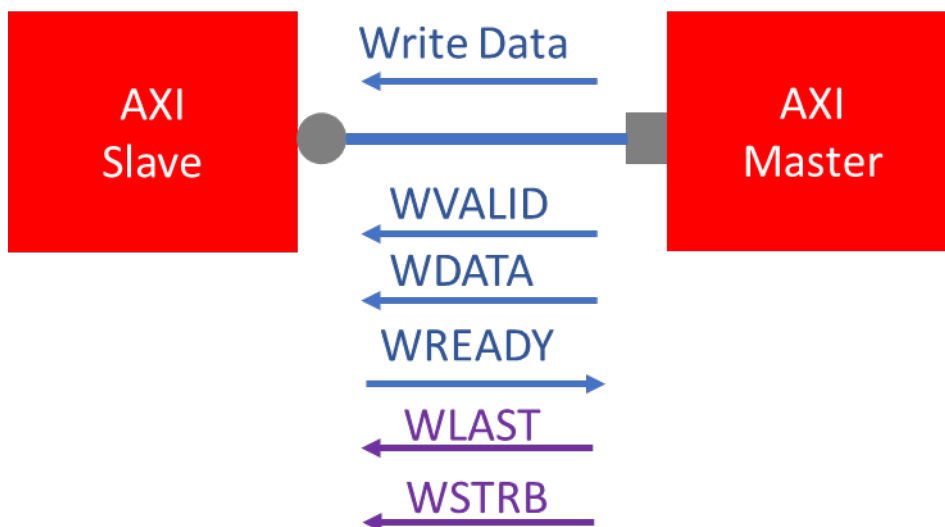 Write Data
AXI
Slave
AXI
Master
WVALID
WDATA
WREADY
WLAST
WSTRB